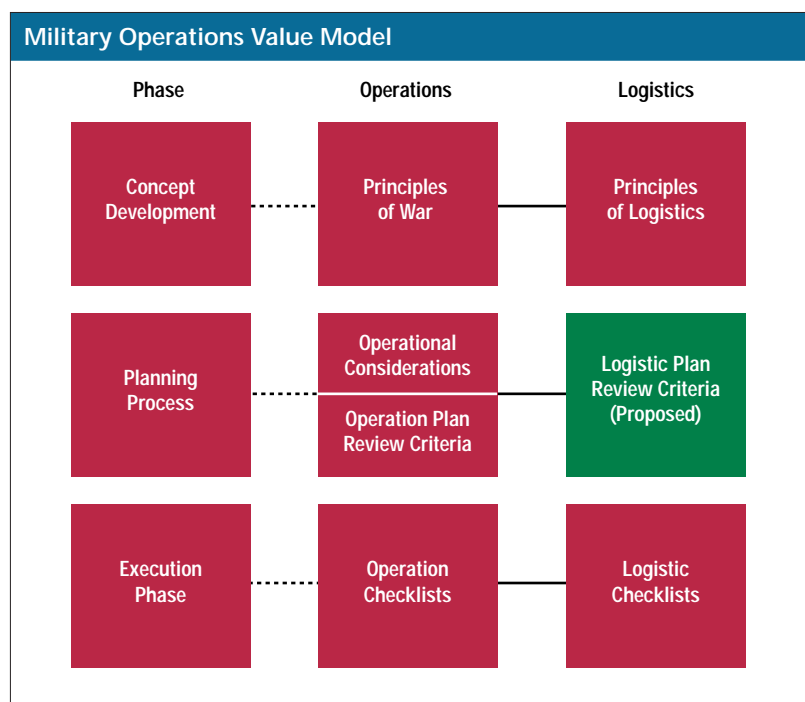 Military Operations Value Model
Phase
Operations
Logistics
Concept
Development
Principles
of War
Principles
of Logistics
Planning
Process
Operational
Considerations
Operation Plan
Review Criteria
Logistic Plan
Review Criteria
(Proposed)
Execution
Phase
Operation
Checklists
Logistic
Checklists